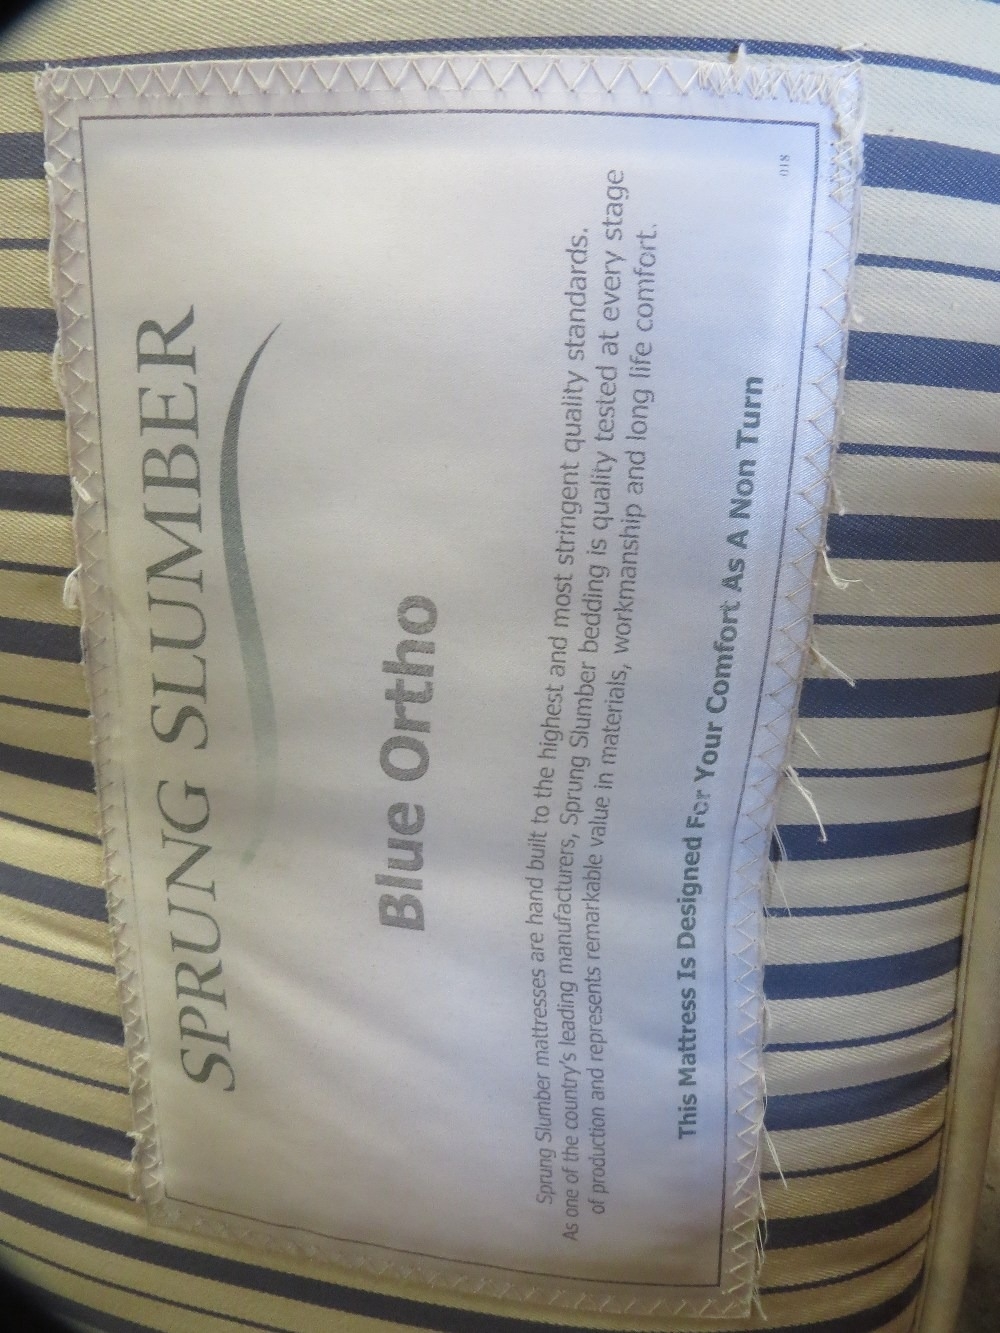 SPRUNG SLUMBER
Blue Ortho
Sprung Slumber mattresses are hand built to the highest and most stringent quality standards.
As one of the country's leading manufacturers, Sprung Slumber bedding is quality tested at every stage
of production and represents remarkable value in materials, workmanship and long life comfort.
This Mattress Is Designed For Your Comfort As A Non Turn
018